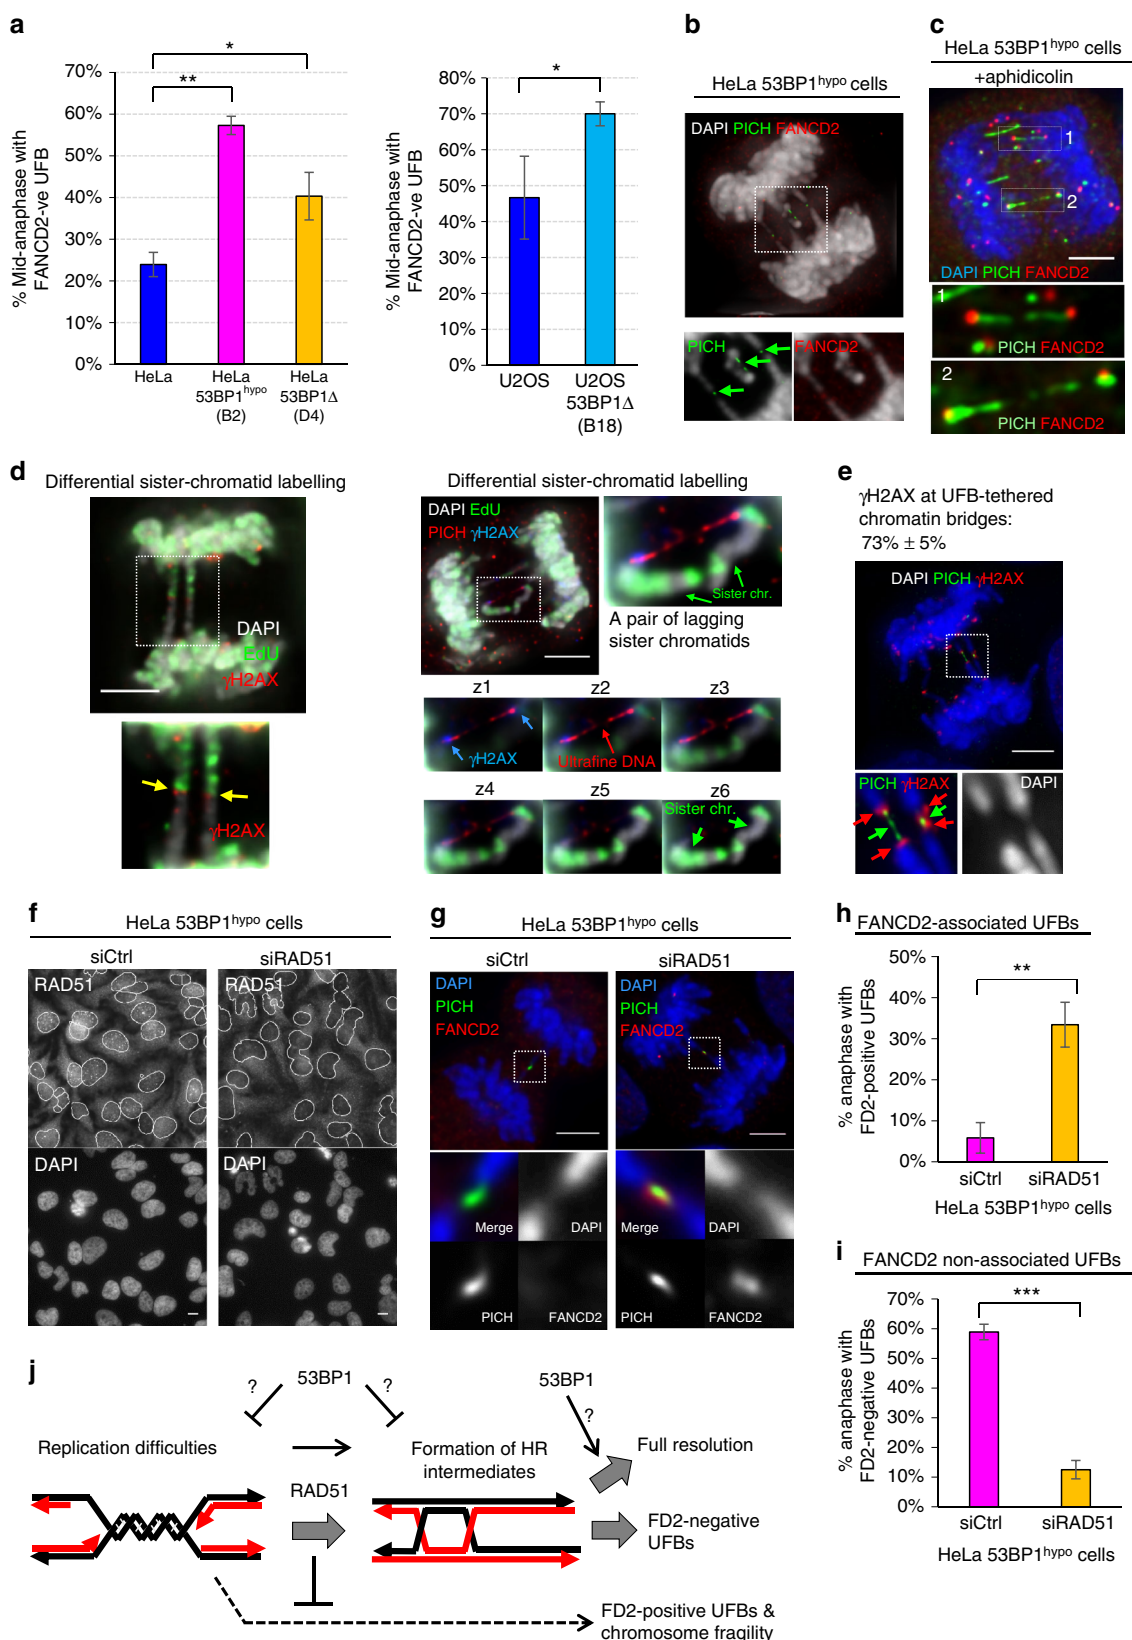 a
*
**
70%
60%
50%
40%
30%
20%
10%
0%
% Mid-anaphase with
FANCD2-ve UFB
HeLa
HeLa
53BP1hypo
(B2)
HeLa
53BP1Δ
(D4)
*
80%
70%
60%
50%
40%
30%
20%
10%
0%
% Mid-anaphase with
FANCD2-ve UFB
U2OS
U2OS
53BP1Δ
(B18)
b
HeLa 53BP1hypo cells
DAPI PICH FANCD2
PICH
FANCD2
c
HeLa 53BP1hypo cells
+aphidicolin
1
2
DAPI PICH FANCD2
1
PICH FANCD2
2
PICH FANCD2
d
Differential sister-chromatid labelling
DAPI
EdU
γH2AX
γH2AX
Differential sister-chromatid labelling
DAPI EdU
PICH γH2AX
Sister chr.
A pair of lagging
sister chromatids
z1
z2
z3
γH2AX
Ultrafine DNA
z4
z5
z6
Sister chr.
e
γH2AX at UFB-tethered
chromatin bridges:
73% ± 5%
DAPI PICH γH2AX
PICH γH2AX
DAPI
f
HeLa 53BP1hypo cells
siCtrl
siRAD51
RAD51
RAD51
DAPI
DAPI
g
HeLa 53BP1hypo cells
siCtrl
siRAD51
DAPI
PICH
FANCD2
DAPI
PICH
FANCD2
Merge
DAPI
Merge
DAPI
PICH
FANCD2
PICH
FANCD2
h
FANCD2-associated UFBs
50%
40%
30%
20%
10%
0%
% anaphase with
FD2-positive UFBs
**
siCtrl
siRAD51
HeLa 53BP1hypo cells
i
FANCD2 non-associated UFBs
70%
60%
50%
40%
30%
20%
10%
0%
% anaphase with
FD2-negative UFBs
***
siCtrl
siRAD51
HeLa 53BP1hypo cells
j
?
53BP1
?
53BP1
?
Replication difficulties
Formation of HR
intermediates
Full resolution
RAD51
FD2-negative
UFBs
FD2-positive UFBs &
chromosome fragility